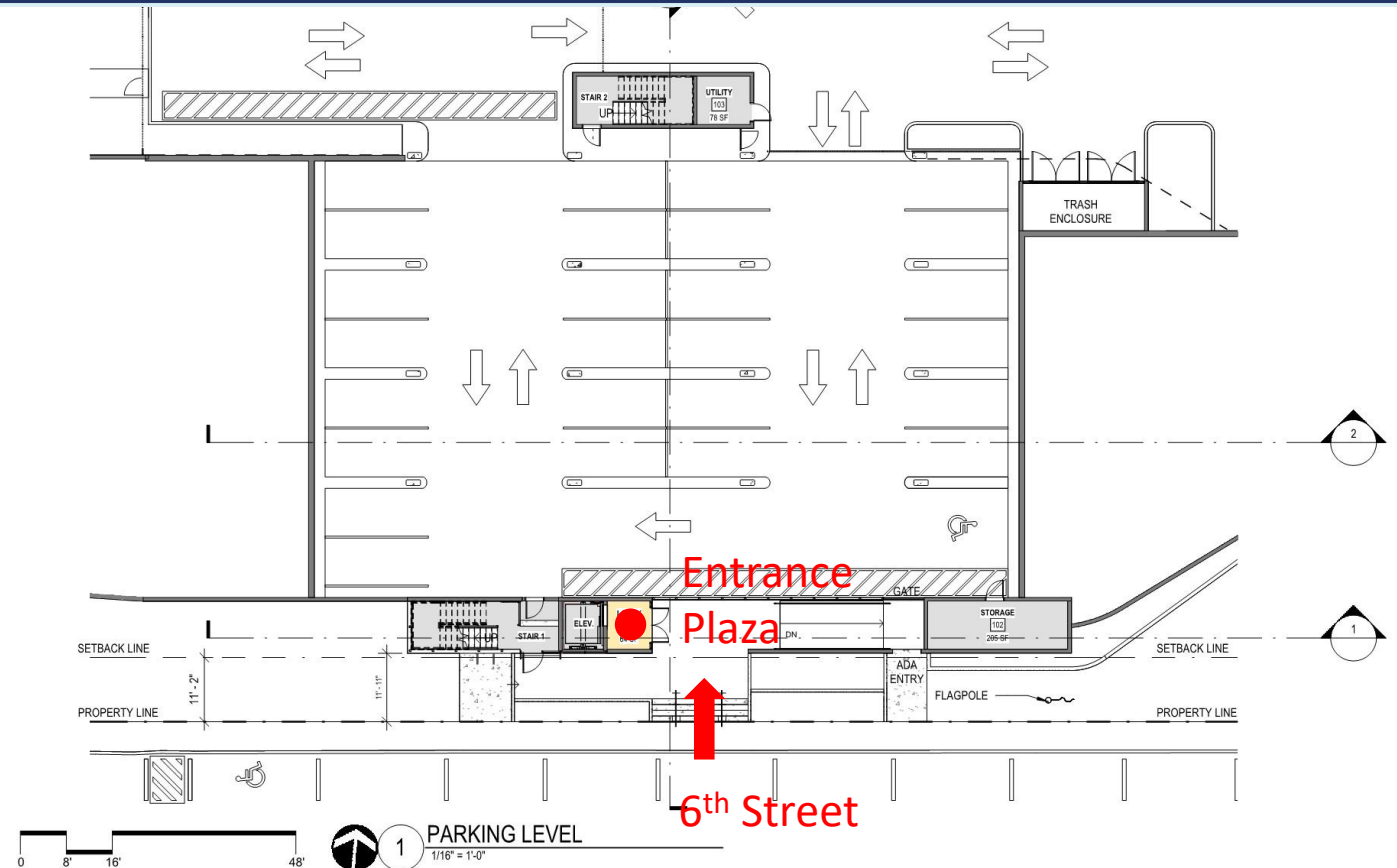 STAIR 2
UP
UTILITY
103
78 SF
TRASH
ENCLOSURE
2
Entrance
Plaza
GATE
ELEV.
STAIR 1
UP
DN
STORAGE
102
205 SF
1
SETBACK LINE
SETBACK LINE
11' - 2"
11' - 11"
ADA
ENTRY
FLAGPOLE
PROPERTY LINE
PROPERTY LINE
6th Street
0 8' 16' 48'
1
PARKING LEVEL
1/16" = 1'-0"